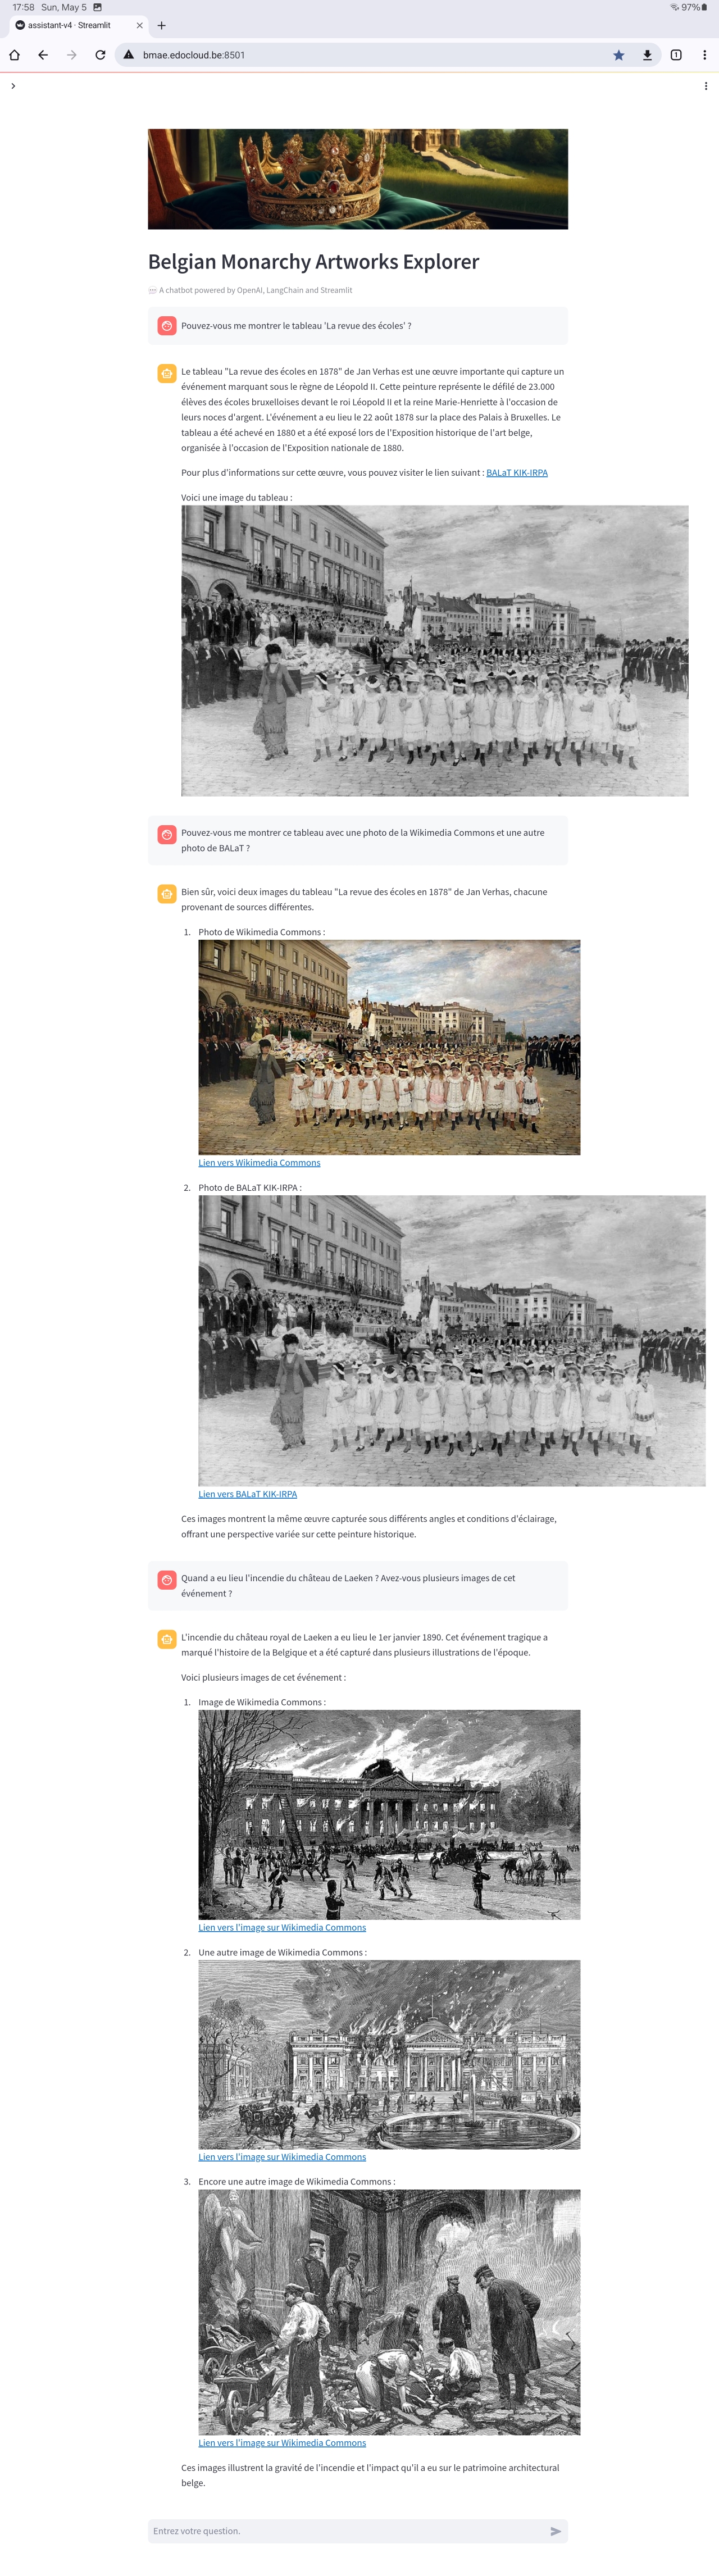 17:58 Sun, May 5
97%
assistant-v4 · Streamlit
bmae.edocloud.be:8501
1
Belgian Monarchy Artworks Explorer
A chatbot powered by OpenAI, LangChain and Streamlit
Pouvez-vous me montrer le tableau 'La revue des écoles' ?
Le tableau "La revue des écoles en 1878" de Jan Verhas est une œuvre importante qui capture un
événement marquant sous le règne de Léopold II. Cette peinture représente le défilé de 23.000
élèves des écoles bruxelloises devant le roi Léopold II et la reine Marie-Henriette à l'occasion de
leurs noces d'argent. L'événement a eu lieu le 22 août 1878 sur la place des Palais à Bruxelles. Le
tableau a été achevé en 1880 et a été exposé lors de l'Exposition historique de l'art belge,
organisée à l'occasion de l'Exposition nationale de 1880.
Pour plus d'informations sur cette œuvre, vous pouvez visiter le lien suivant : BALaT KIK-IRPA
Voici une image du tableau :
Pouvez-vous me montrer ce tableau avec une photo de la Wikimedia Commons et une autre
photo de BALaT ?
Bien sûr, voici deux images du tableau "La revue des écoles en 1878" de Jan Verhas, chacune
provenant de sources différentes.
1. Photo de Wikimedia Commons :
Lien vers Wikimedia Commons
2. Photo de BALaT KIK-IRPA :
Lien vers BALaT KIK-IRPA
Ces images montrent la même œuvre capturée sous différents angles et conditions d'éclairage,
offrant une perspective variée sur cette peinture historique.
Quand a eu lieu l'incendie du château de Laeken ? Avez-vous plusieurs images de cet
événement ?
L'incendie du château royal de Laeken a eu lieu le 1er janvier 1890. Cet événement tragique a
marqué l'histoire de la Belgique et a été capturé dans plusieurs illustrations de l'époque.
Voici plusieurs images de cet événement :
1. Image de Wikimedia Commons :
Lien vers l'image sur Wikimedia Commons
2. Une autre image de Wikimedia Commons :
Lien vers l'image sur Wikimedia Commons
3. Encore une autre image de Wikimedia Commons :
Lien vers l'image sur Wikimedia Commons
Ces images illustrent la gravité de l'incendie et l'impact qu'il a eu sur le patrimoine architectural
belge.
Entrez votre question.